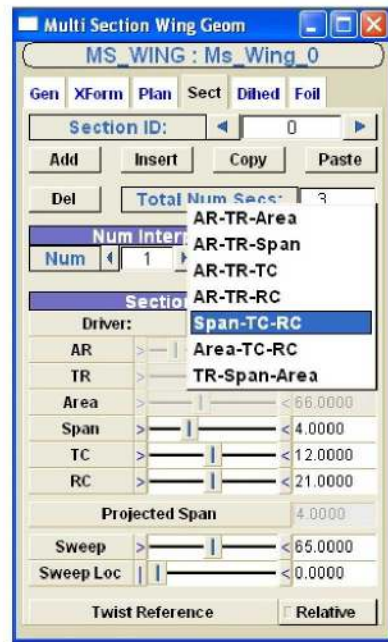 Multi Section Wing Geom
MS_WING : Ms_Wing_0
Gen XForm Plan Sect Dihed Foil
Section ID: 0
Add Insert Copy Paste
Del Total Num Secs: 3
AR-TR-Area
Num Inter
AR-TR-Span
Num 1
AR-TR-TC
AR-TR-RC
Section
Driver:
Span-TC-RC
Area-TC-RC
TR-Span-Area
AR
TR
Area 66.0000
Span 4.0000
TC 12.0000
RC 21.0000
Projected Span 4.0000
Sweep 65.0000
Sweep Loc 0.0000
Twist Reference Relative